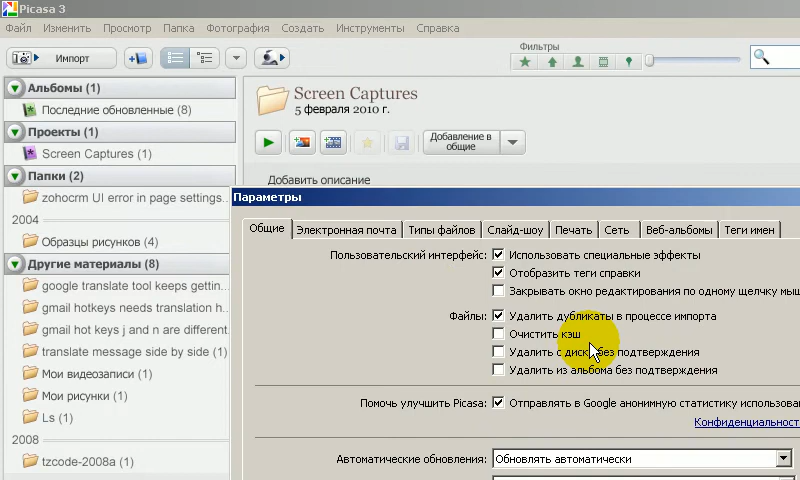 Picasa 3
Файл Изменить Просмотр Папка Фотография Создать Инструменты Справка
Импорт
Фильтры
Альбомы (1)
Последние обновленные (8)
Проекты (1)
Screen Captures (1)
Папки (2)
zohocrm UI error in page settings...
2004
Образцы рисунков (4)
Другие материалы (8)
google translate tool keeps gettin...
gmail hotkeys needs translation h...
gmail hot keys j and n are different...
translate message side by side (1)
Мои видеозаписи (1)
Мои рисунки (1)
Ls (1)
2008
tzcode-2008a (1)
Screen Captures
5 февраля 2010 г.
Добавление в
общие
Добавить описание
Параметры
Общие Электронная почта Типы файлов Слайд-шоу Печать Сеть Веб-альбомы Теги имен
Пользовательский интерфейс: Использовать специальные эффекты
Отобразить теги справки
Закрывать окно редактирования по одному щелчку
Файлы: Удалить дубликаты в процессе импорта
Очистить кэш
Удалить с диска без подтверждения
Удалить из альбома без подтверждения
Помочь улучшить Picasa: Отправлять в Google анонимную статистику
Автоматические обновления: Обновлять автоматически